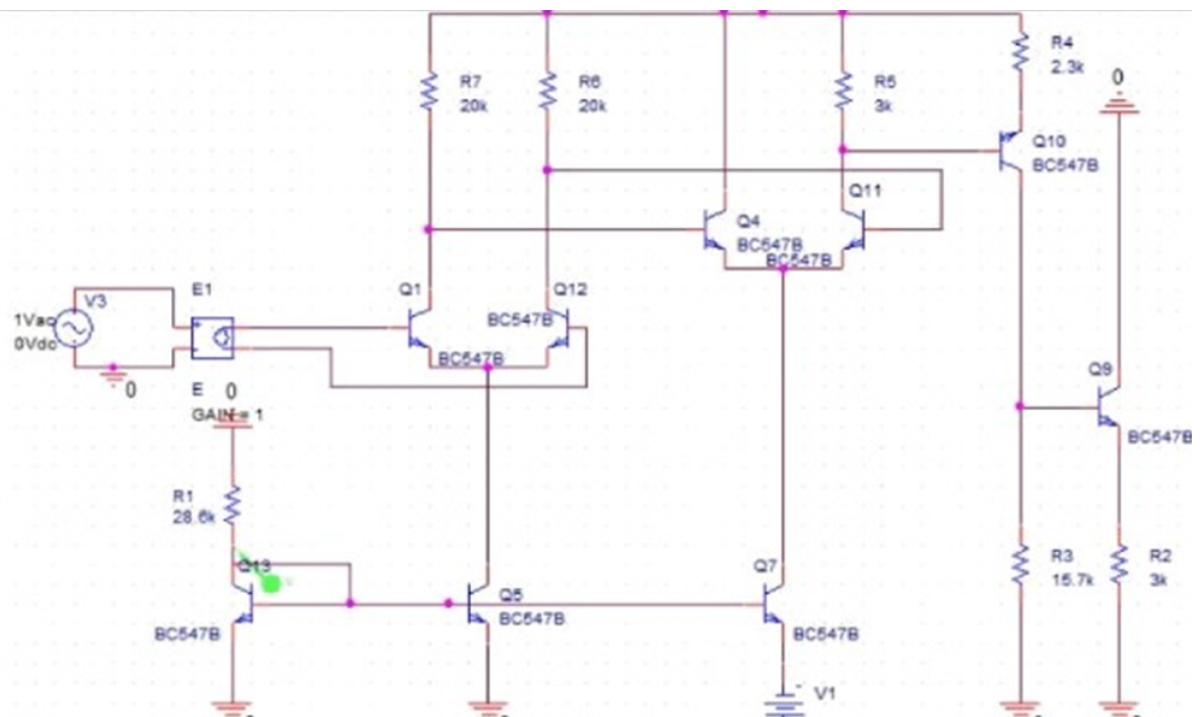 R7
20k
R6
20k
R5
3k
R4
2.3k
0
Q10
BC547B
Q11
Q4
BC547B
BC547B
V3
1Vac
0Vdc
E1
Q1
Q12
BC547B
BC547B
0
E
0
GAIN = 1
Q9
BC547B
R1
28.6k
Q13
BC547B
Q5
BC547B
Q7
BC547B
R3
15.7k
R2
3k
V1